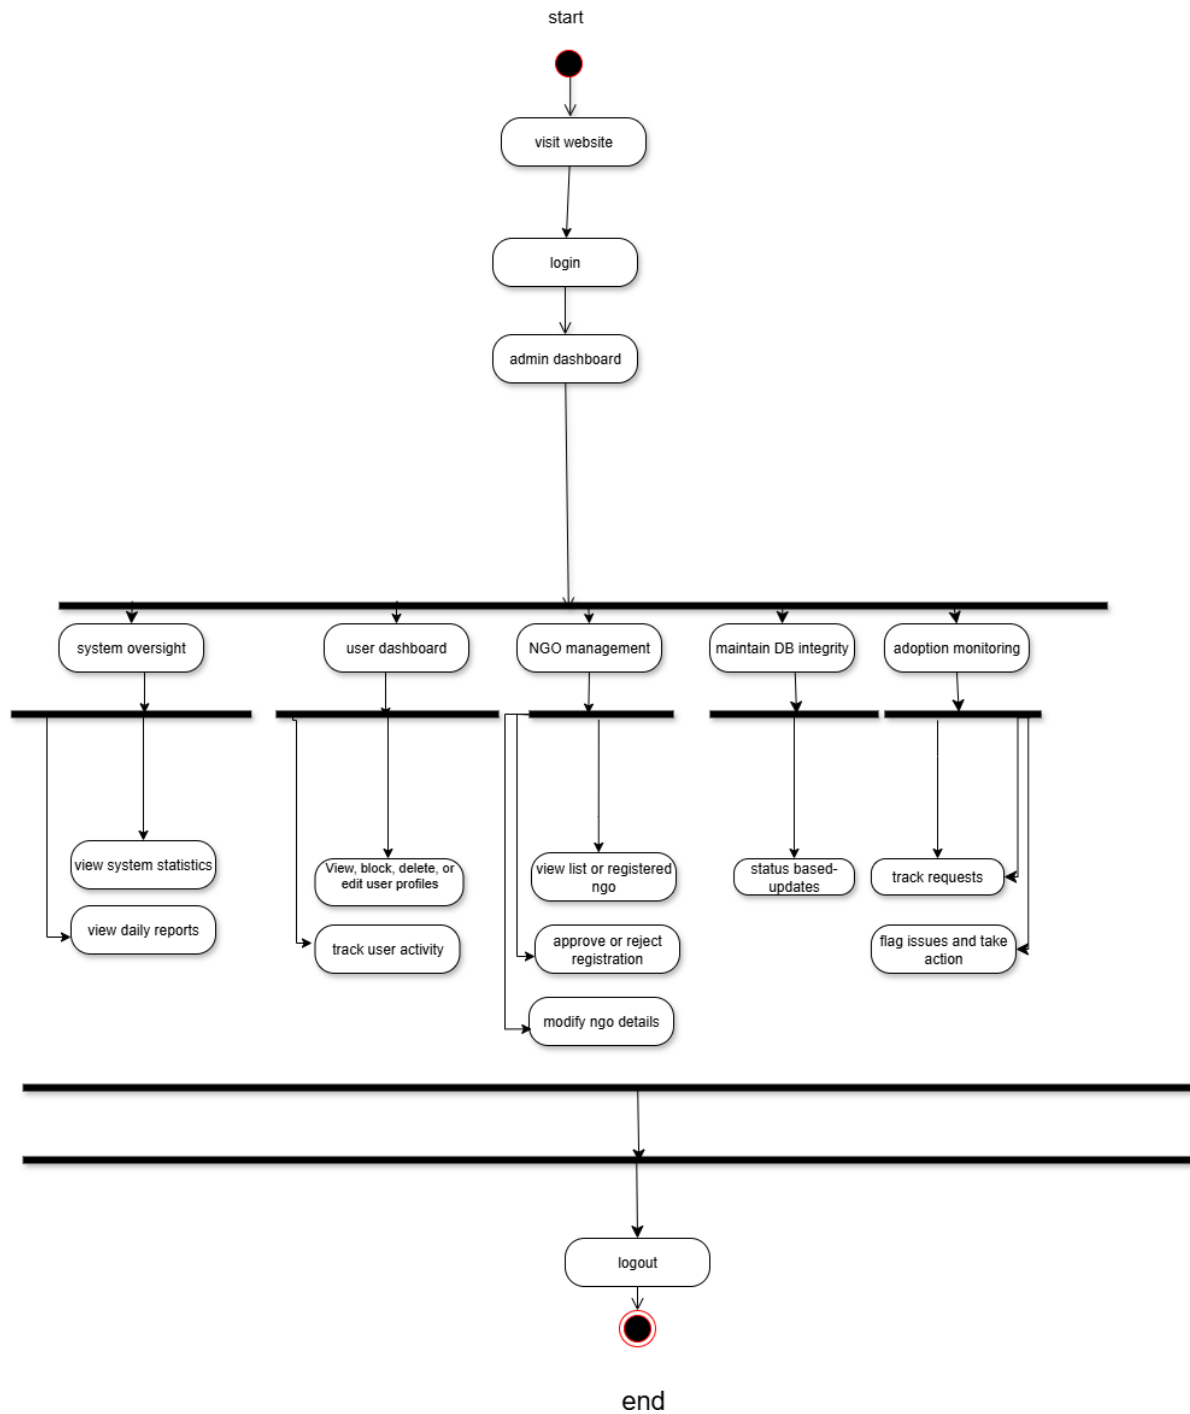 start
visit website
login
admin dashboard
system oversight
user dashboard
NGO management
maintain DB integrity
adoption monitoring
view system statistics
View, block, delete, or
edit user profiles
view list or registered
ngo
status based-
updates
track requests
view daily reports
track user activity
approve or reject
registration
flag issues and take
action
modify ngo details
logout
end